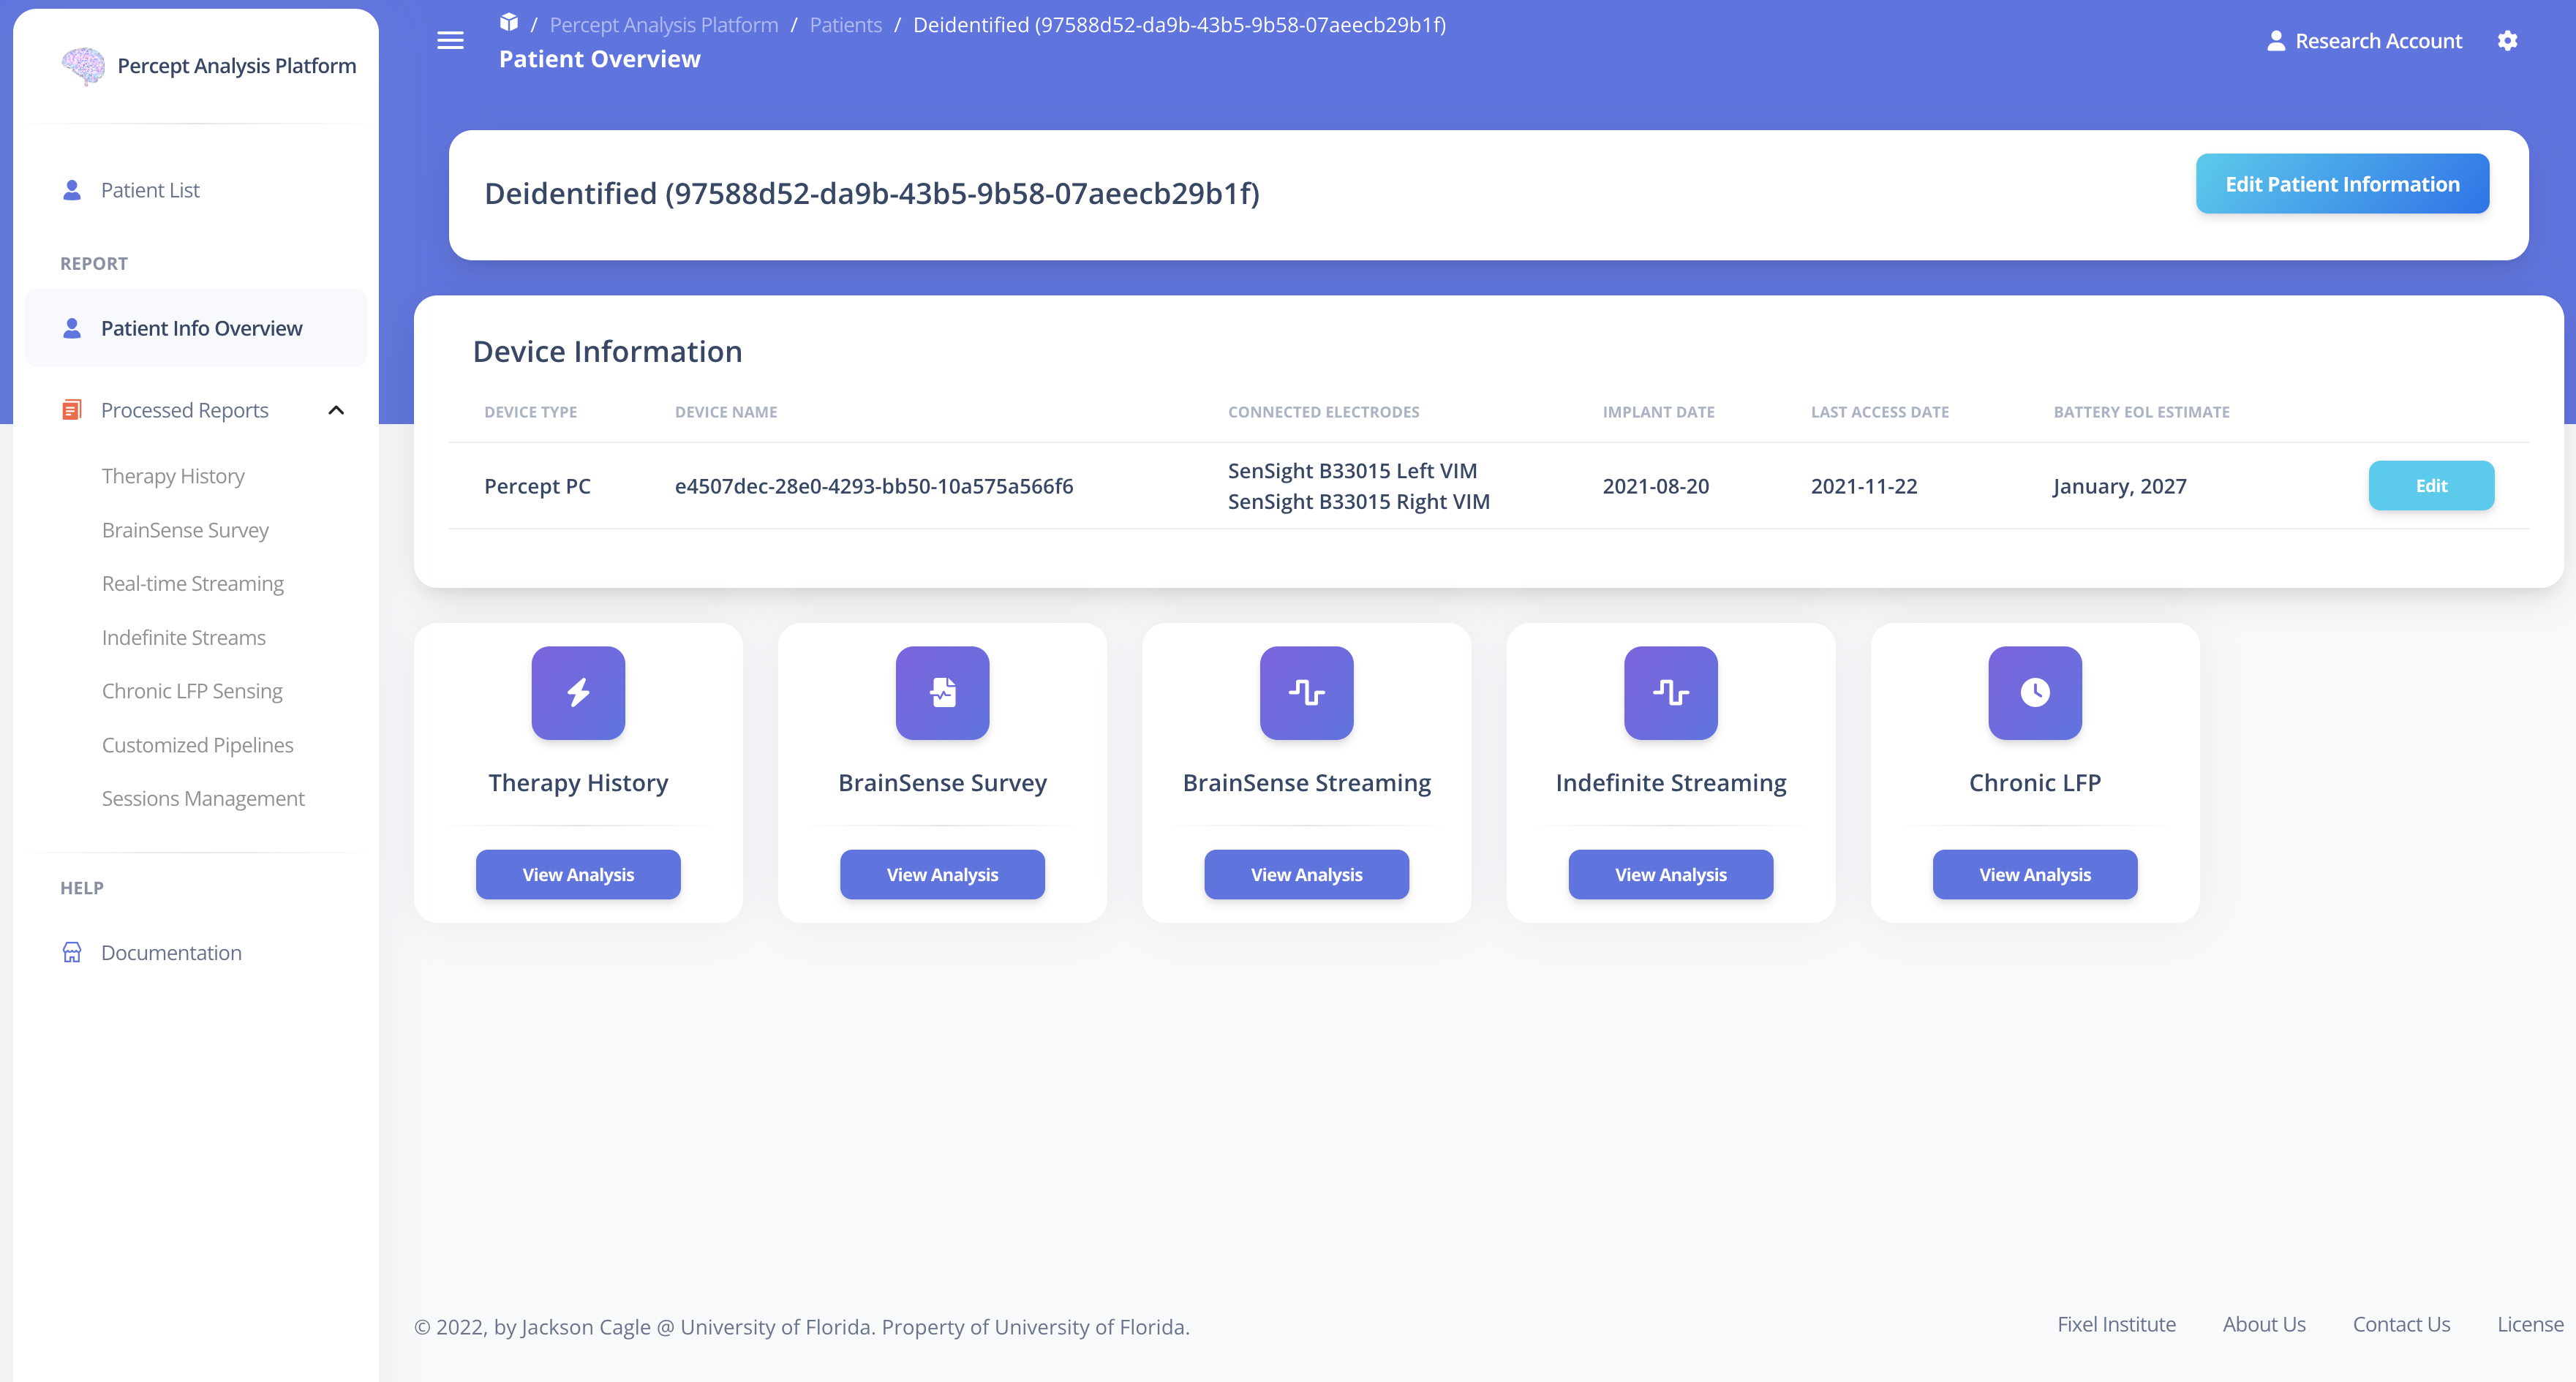 Percept Analysis Platform
Patient List
REPORT
Patient Info Overview
Processed Reports
Therapy History
BrainSense Survey
Real-time Streaming
Indefinite Streams
Chronic LFP Sensing
Customized Pipelines
Sessions Management
HELP
Documentation
/ Percept Analysis Platform / Patients / Deidentified (97588d52-da9b-43b5-9b58-07aeecb29b1f)
Patient Overview
Research Account
Deidentified (97588d52-da9b-43b5-9b58-07aeecb29b1f)
Edit Patient Information
Device Information
DEVICE TYPE DEVICE NAME CONNECTED ELECTRODES IMPLANT DATE LAST ACCESS DATE BATTERY EOL ESTIMATE
Percept PC e4507dec-28e0-4293-bb50-10a575a566f6 SenSight B33015 Left VIM 2021-08-20 2021-11-22 January, 2027 Edit
SenSight B33015 Right VIM
Therapy History BrainSense Survey BrainSense Streaming Indefinite Streaming Chronic LFP
View Analysis View Analysis View Analysis View Analysis View Analysis
© 2022, by Jackson Cagle @ University of Florida. Property of University of Florida.
Fixel Institute About Us Contact Us License